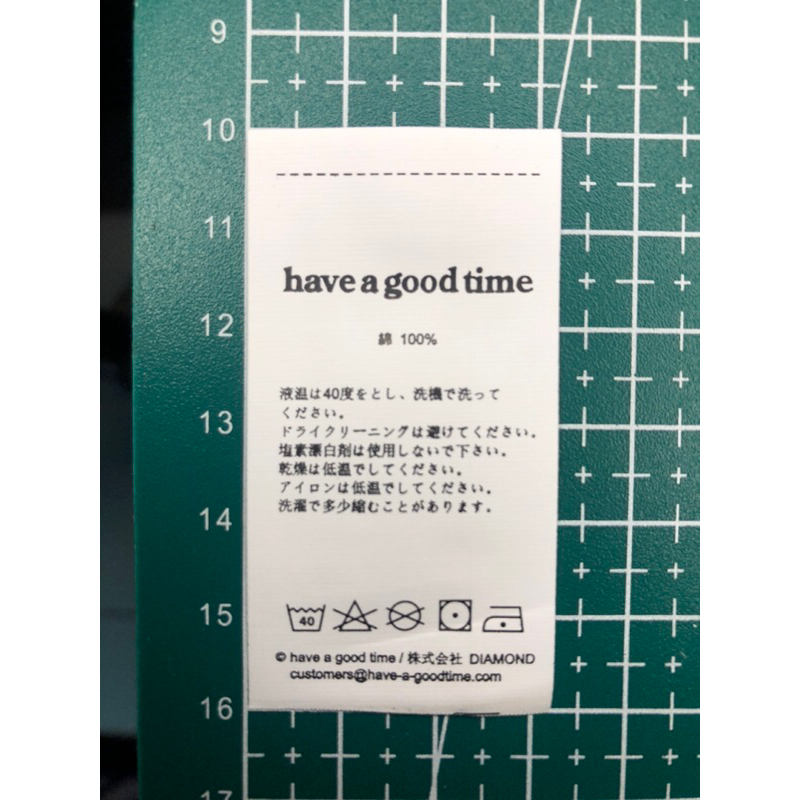 9
10
11
12
13
14
15
16
17
have a good time
綿 100%
液温は40度をとし、洗機で洗って
ください。
ドライクリーニングは避けてください。
塩素漂白剤は使用しないで下さい。
乾燥は低温でしてください。
アイロンは低温でしてください。
洗濯で多少縮むことがあります。
40
© have a good time / 株式会社 DIAMOND
customers@have-a-goodtime.com